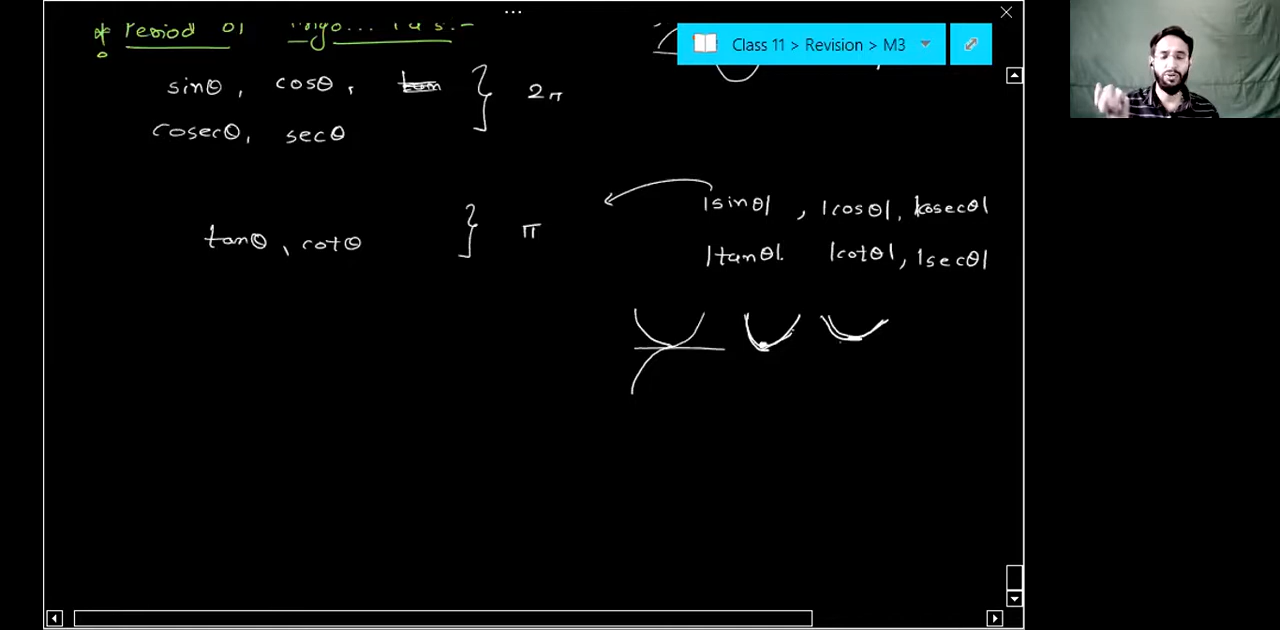 * Period of Trigo... f u s.-
Class 11 > Revision > M3
sinθ, cosθ,
} 2π
cosecθ, secθ
|sinθ|, |cosθ|, |cosecθ|
tanθ, cotθ } π
|tanθ|. |cotθ|, |secθ|